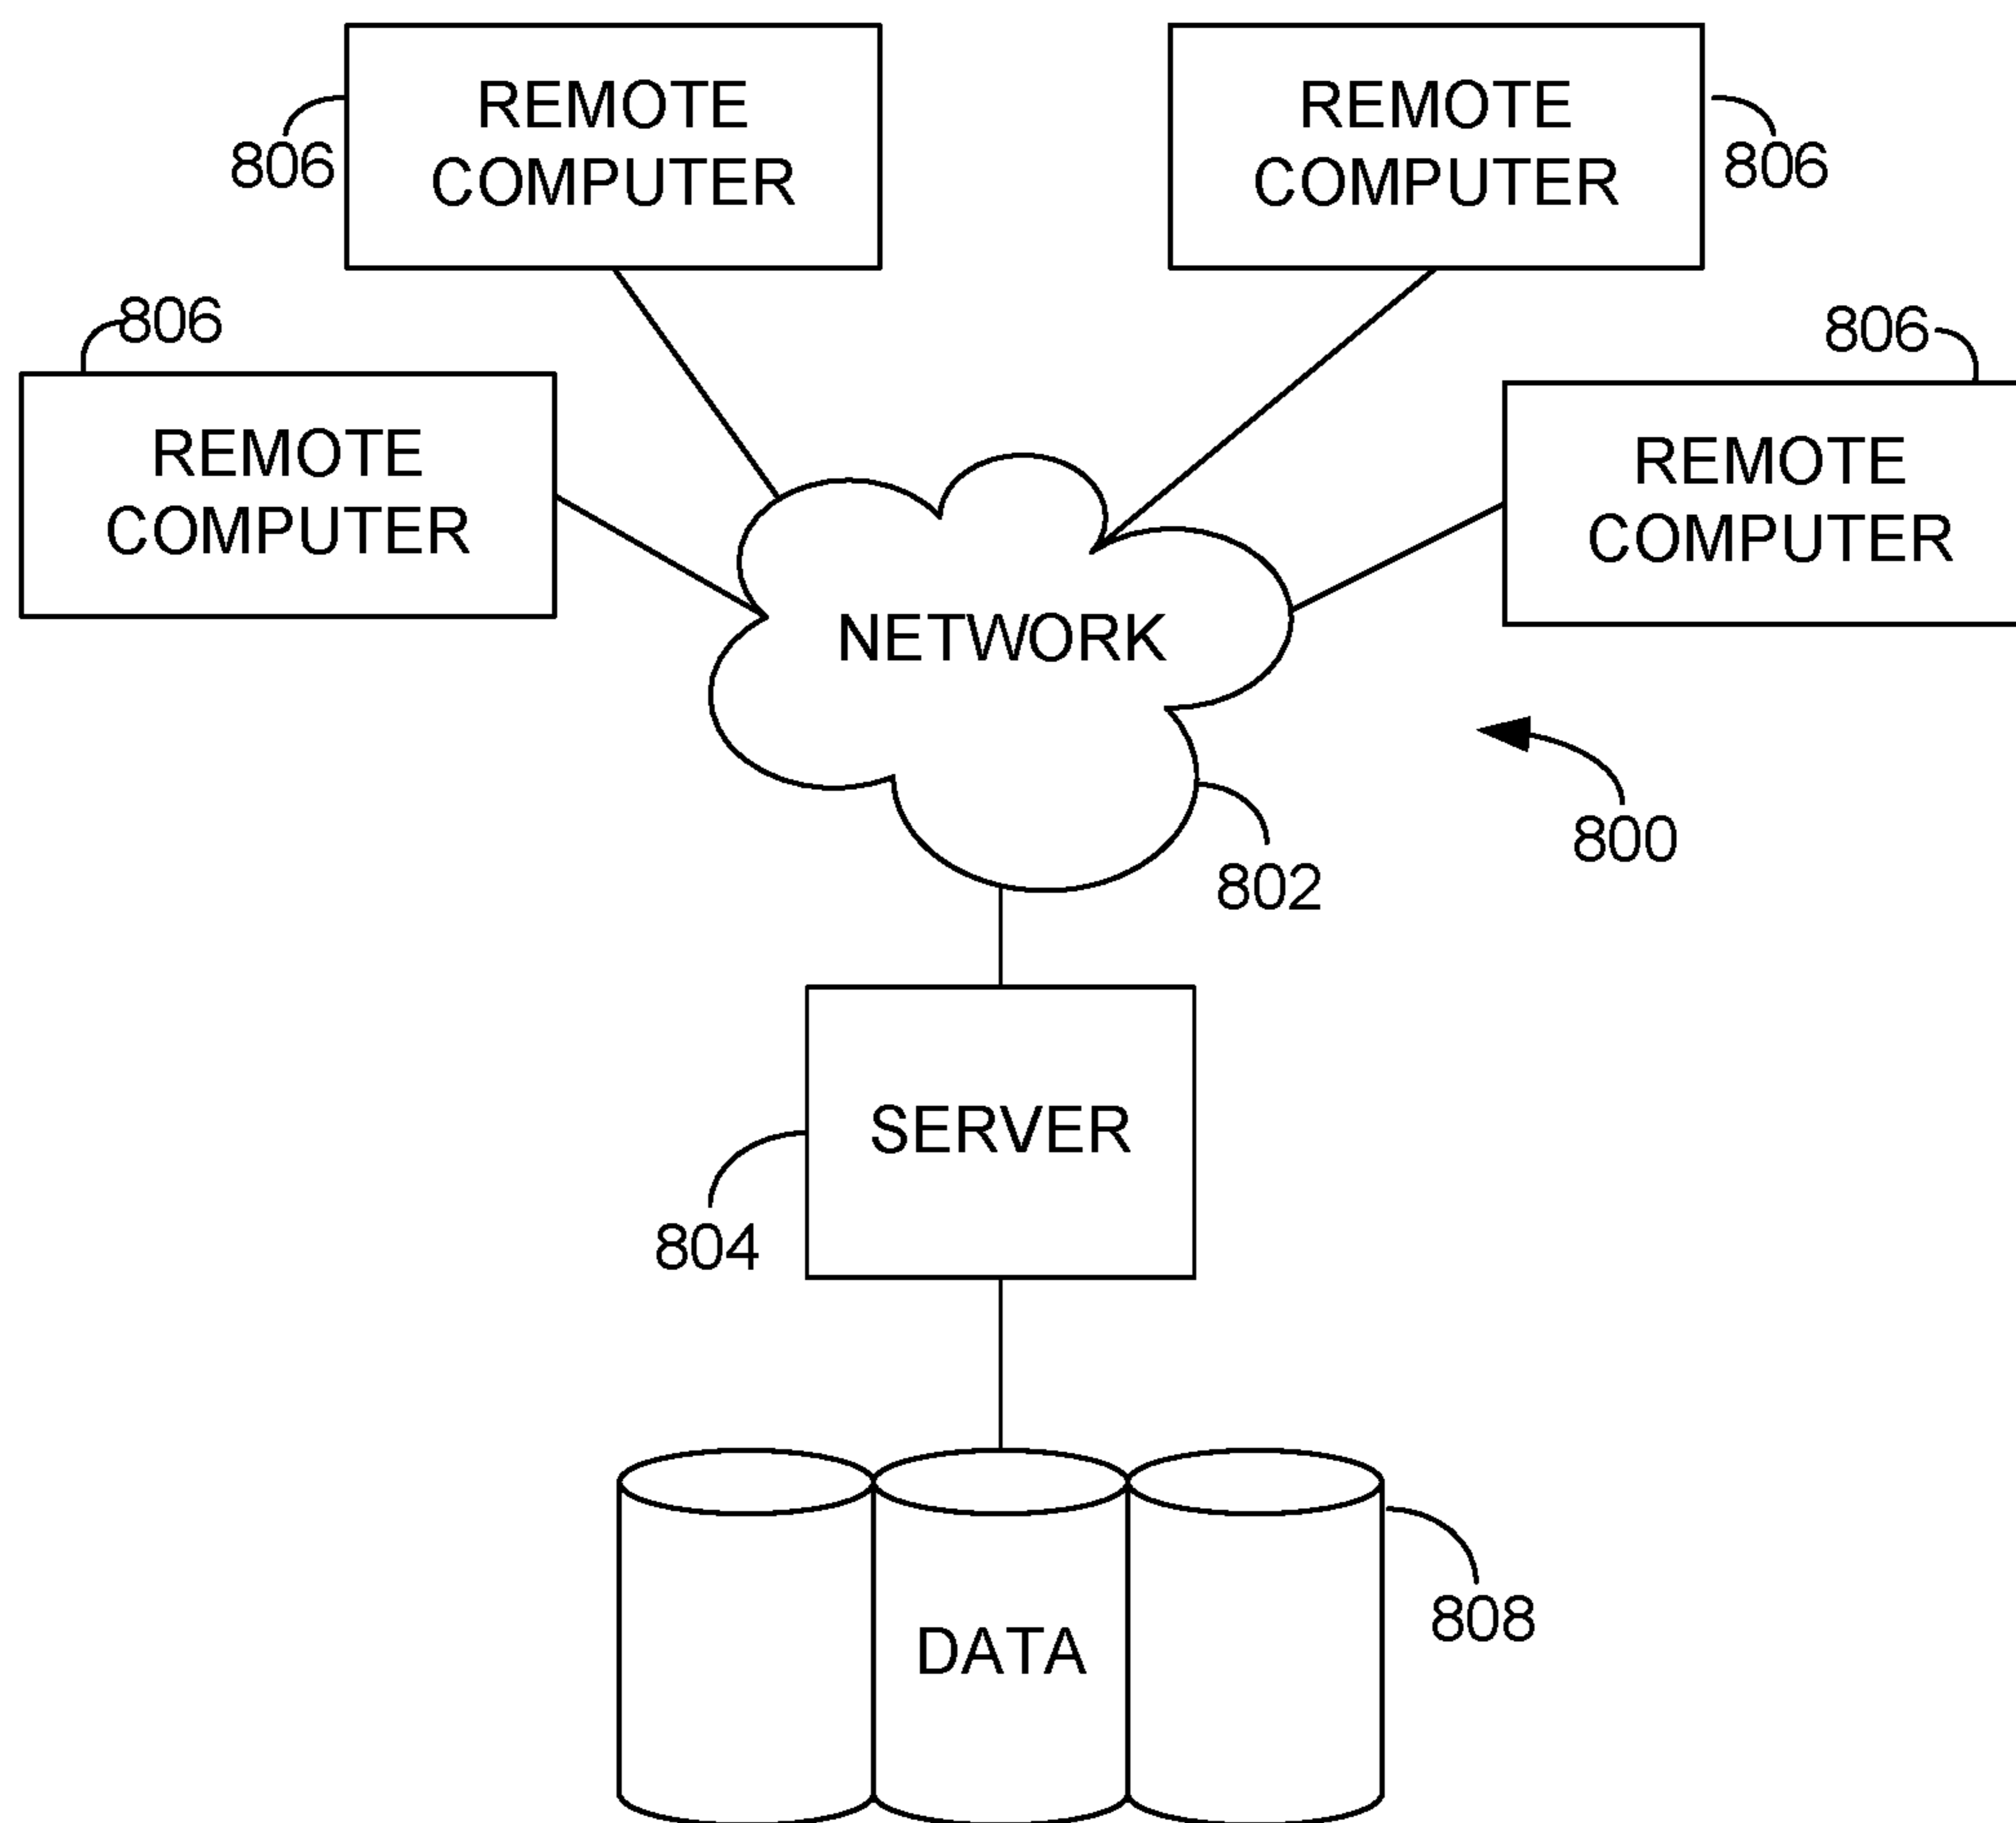 REMOTE
COMPUTER
806
REMOTE
COMPUTER
806
806
REMOTE
COMPUTER
806
REMOTE
COMPUTER
NETWORK
800
802
SERVER
804
808
DATA